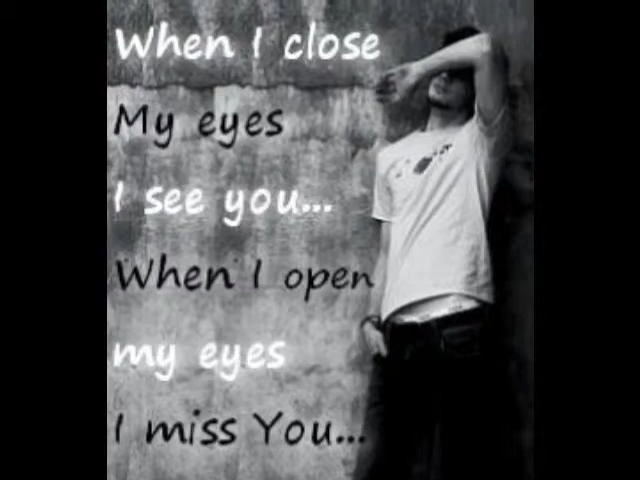 When I close
My eyes
I see you...
When I open
my eyes
I miss You...